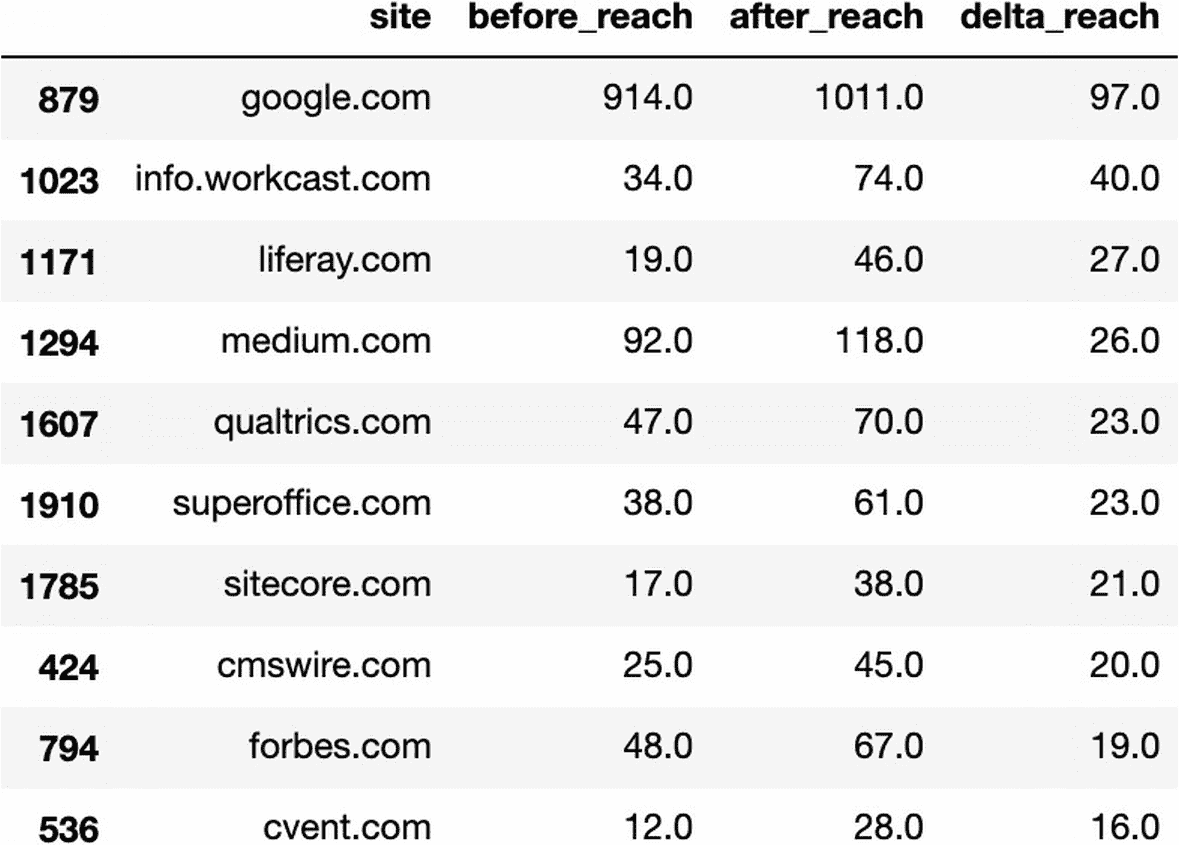 site before_reach after_reach delta_reach
879 google.com 914.0 1011.0 97.0
1023 info.workcast.com 34.0 74.0 40.0
1171 liferay.com 19.0 46.0 27.0
1294 medium.com 92.0 118.0 26.0
1607 qualtrics.com 47.0 70.0 23.0
1910 superoffice.com 38.0 61.0 23.0
1785 sitecore.com 17.0 38.0 21.0
424 cmswire.com 25.0 45.0 20.0
794 forbes.com 48.0 67.0 19.0
536 cvent.com 12.0 28.0 16.0